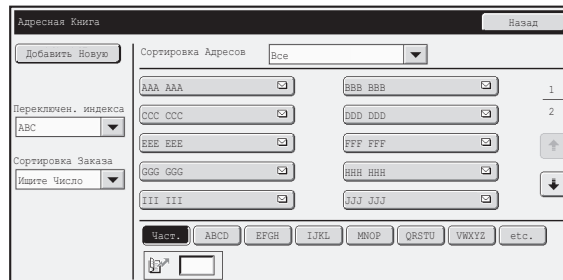 Адресная Книга
Назад
Добавить Новую
Сортировка Адресов
Все
AAA AAA
BBB BBB
1
Переключен. индекса
ABC
CCC CCC
DDD DDD
2
EEE EEE
FFF FFF
Сортировка Заказа
Ищите Число
GGG GGG
HHH HHH
III III
JJJ JJJ
Част.
ABCD
EFGH
IJKL
MNOP
QRSTU
VWXYZ
etc.